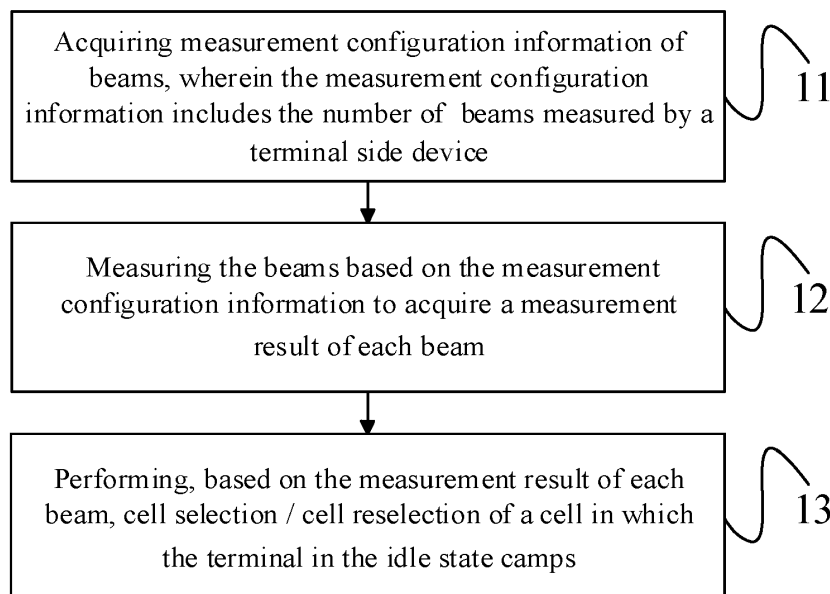 Acquiring measurement configuration information of
beams, wherein the measurement configuration
information includes the number of beams measured by a
terminal side device
11
Measuring the beams based on the measurement
configuration information to acquire a measurement
result of each beam
12
Performing, based on the measurement result of each
beam, cell selection / cell reselection of a cell in which
the terminal in the idle state camps
13